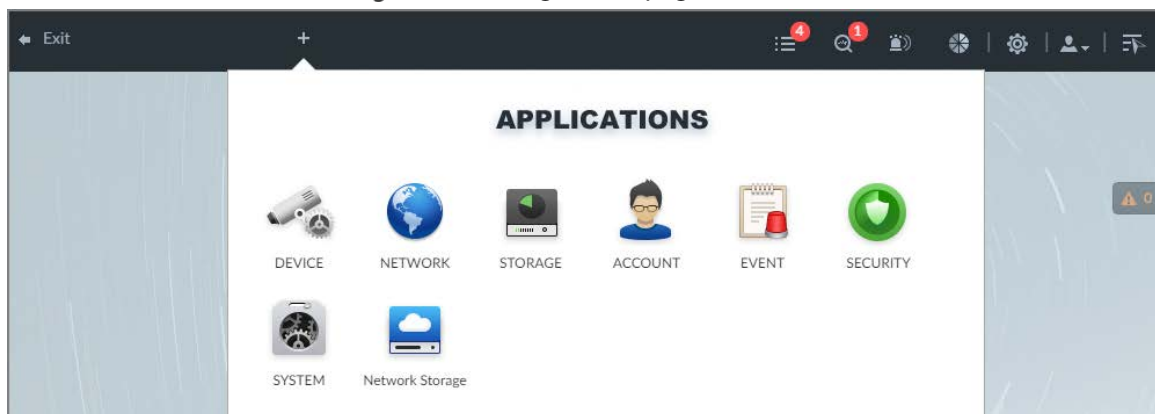 Exit
+
4
1
APPLICATIONS
0
DEVICE NETWORK STORAGE ACCOUNT EVENT SECURITY
SYSTEM Network Storage